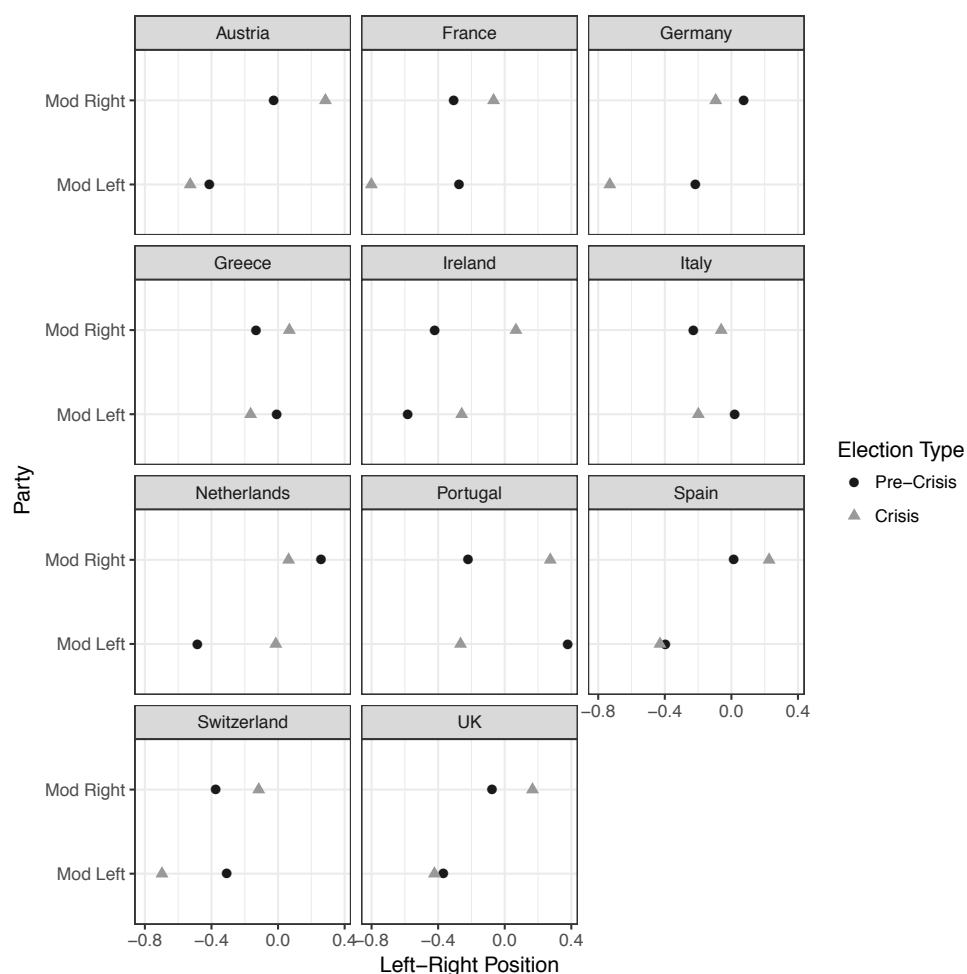 Austria France Germany
Mod Right
Mod Left
Greece Ireland Italy
Mod Right
Mod Left
Election Type
Pre−Crisis
Crisis
Party
Netherlands Portugal Spain
Mod Right
Mod Left
−0.8 −0.4 0.0 0.4
Switzerland UK
Mod Right
Mod Left
−0.8 −0.4 0.0 0.4 −0.8 −0.4 0.0 0.4
Left−Right Position